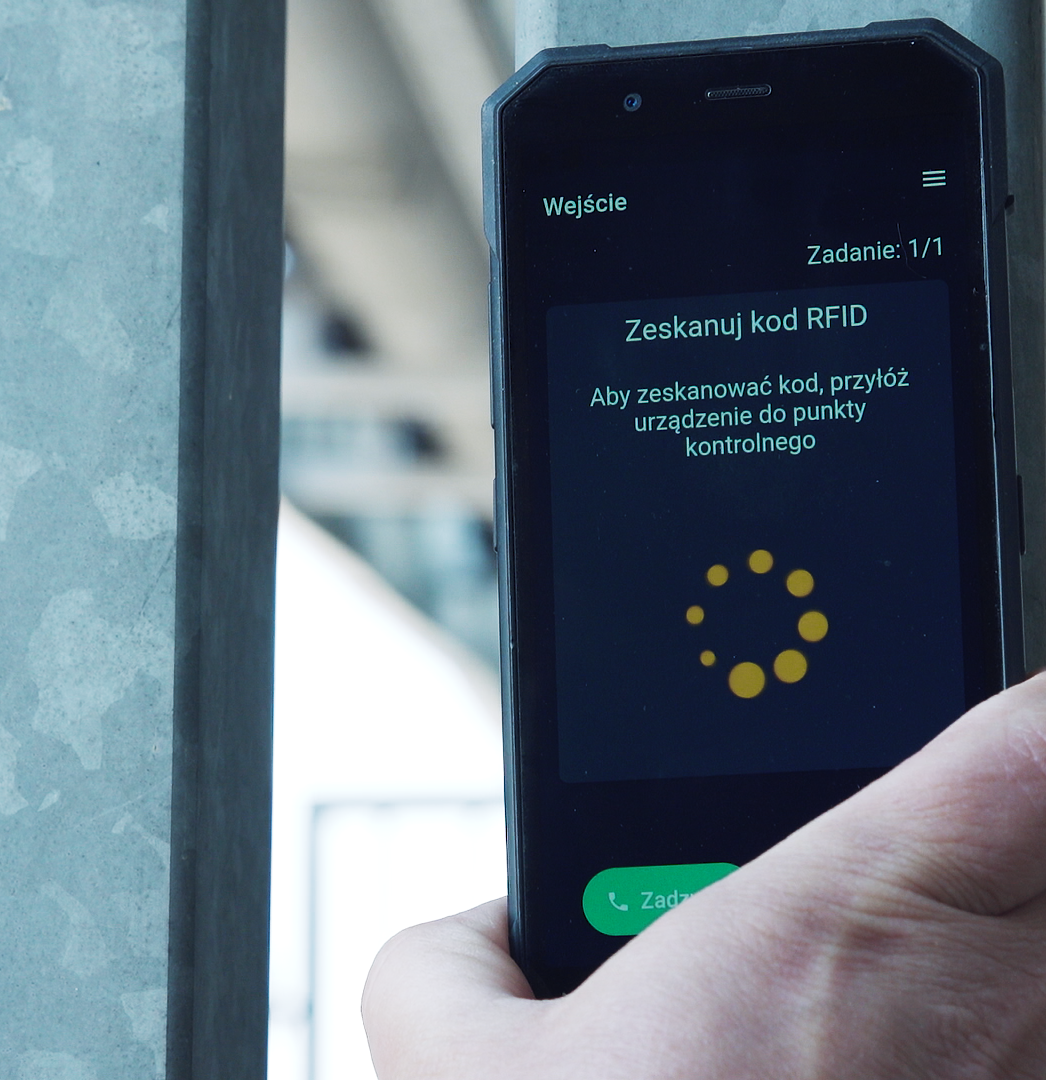 Wejście
Zadanie: 1/1
Zeskanuj kod RFID
Aby zeskanować kod, przyłóż
urządzenie do punkty
kontrolnego